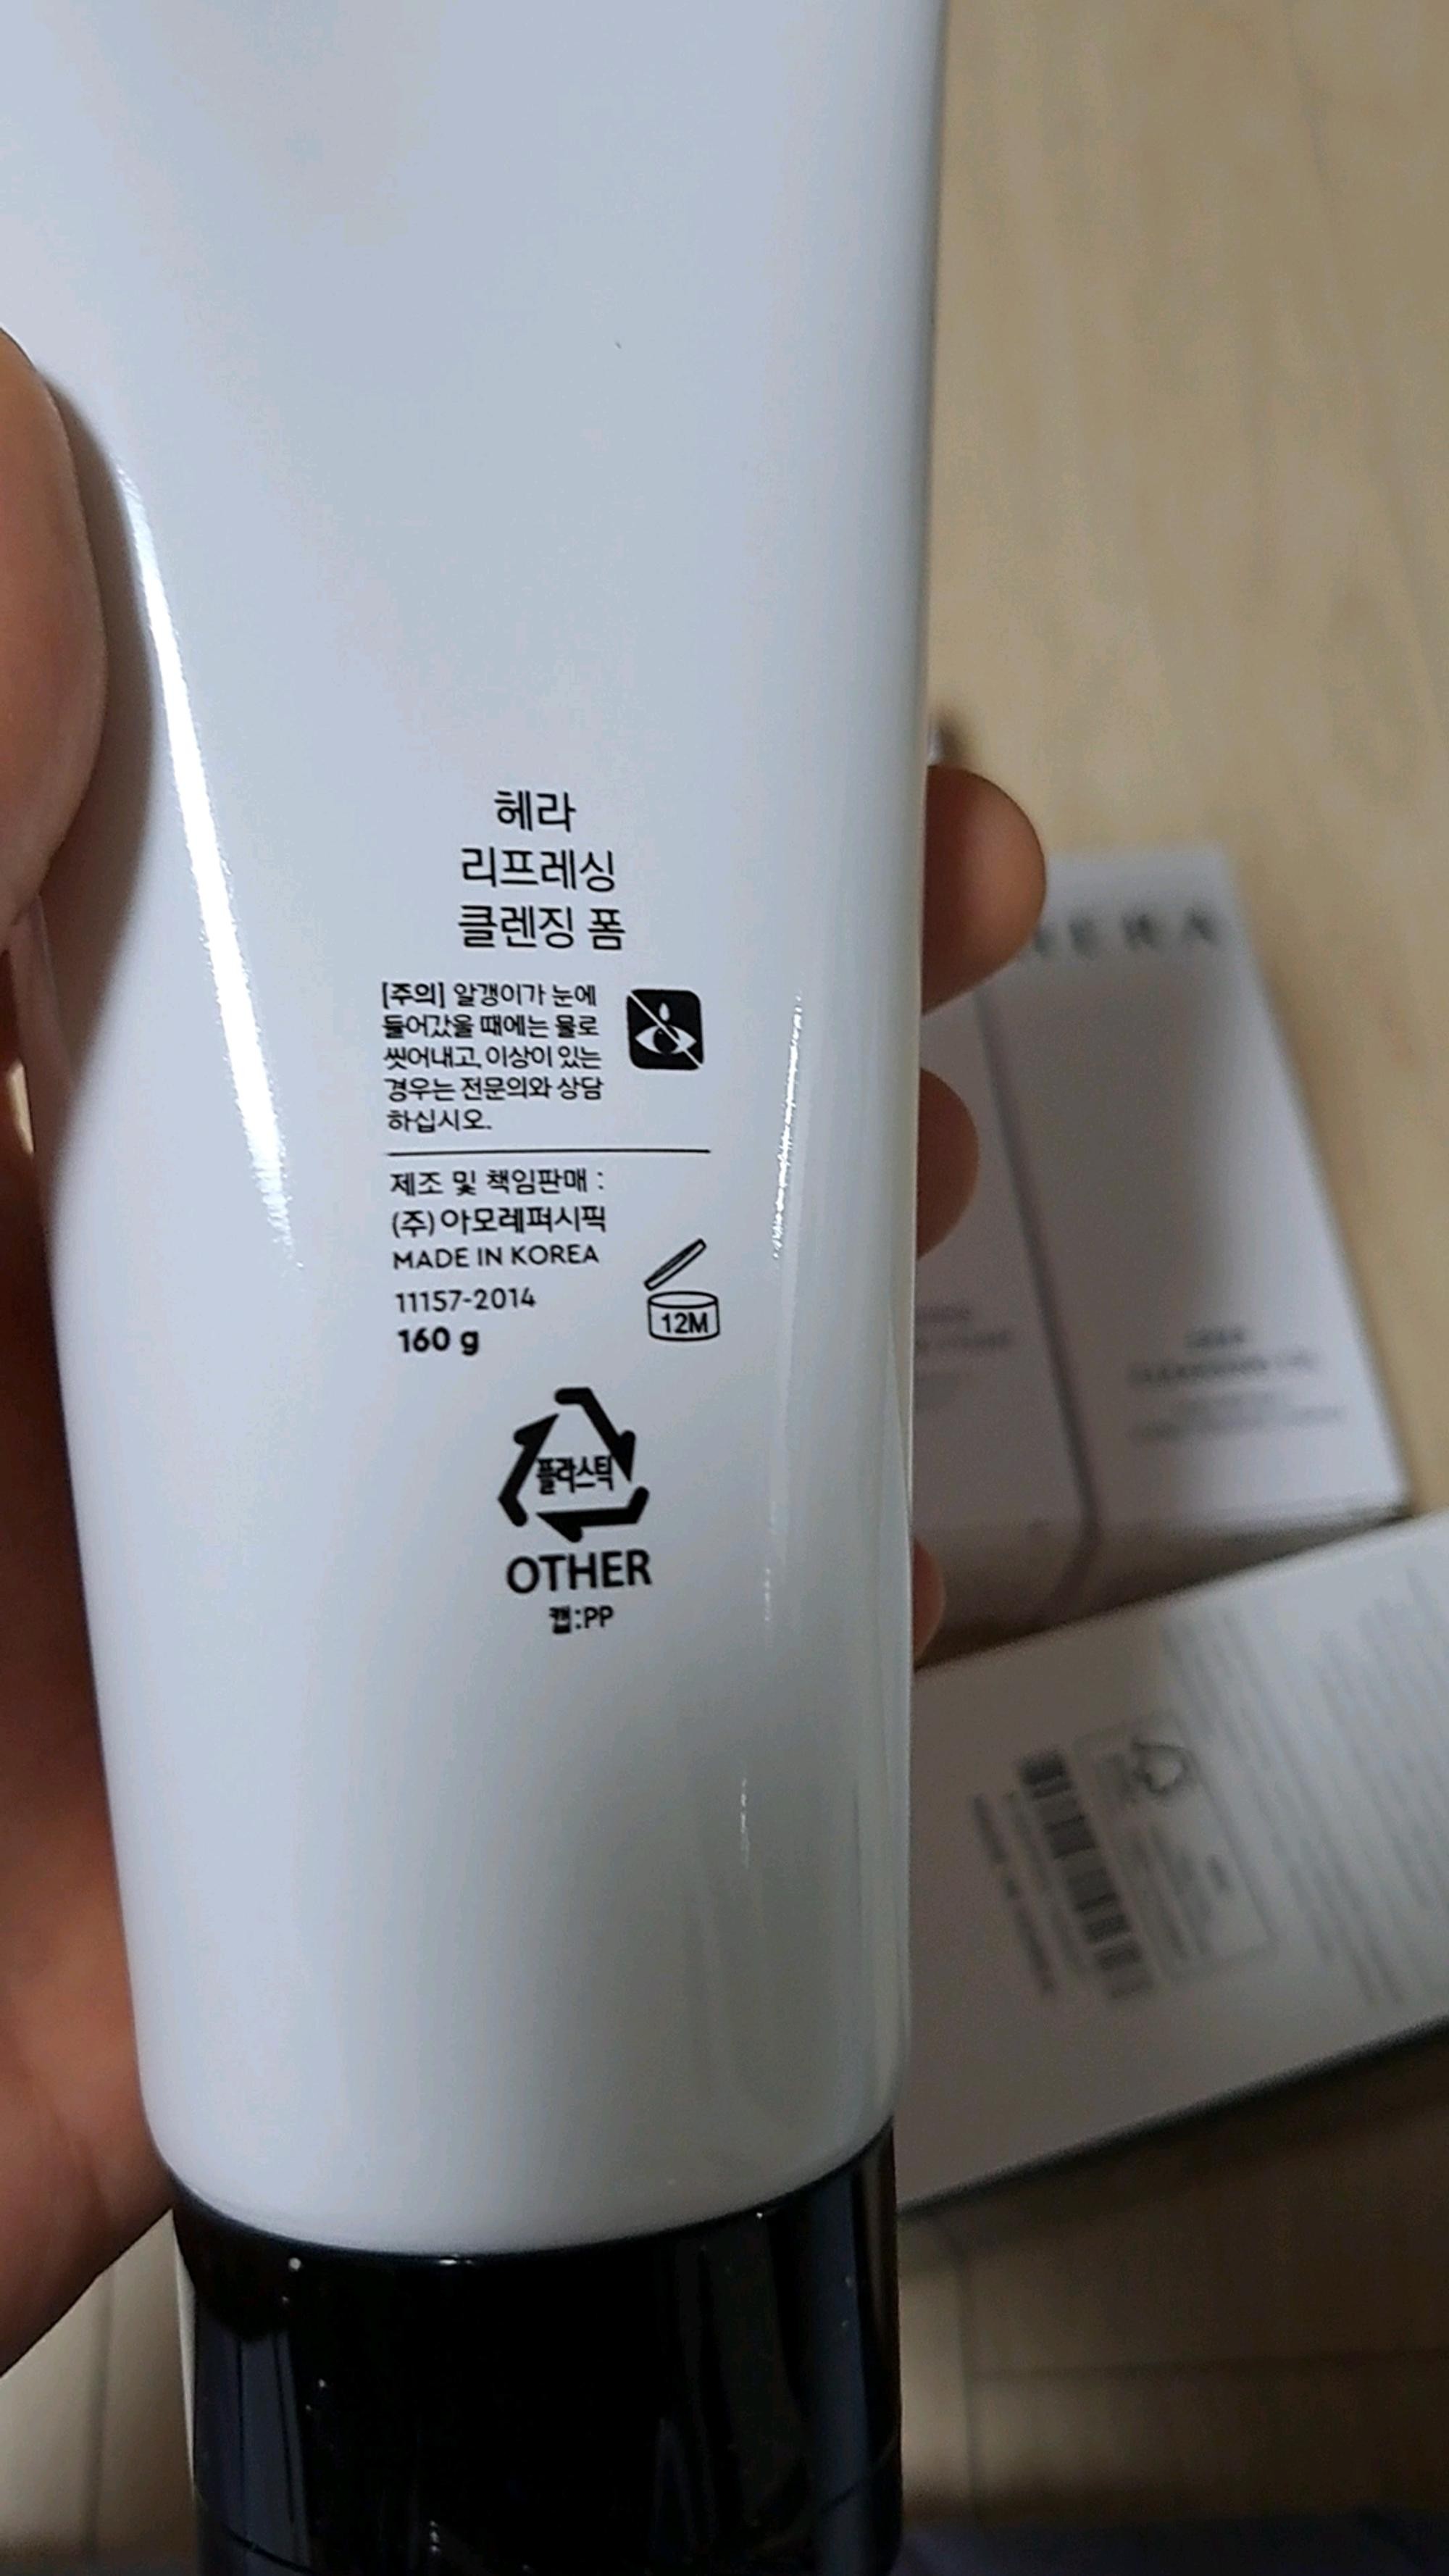 헤라
리프레싱
클렌징 폼
[주의] 알갱이가 눈에
들어갔을 때에는 물로
씻어내고, 이상이 있는
경우는 전문의와 상담
하십시오.
제조 및 책임판매 :
(주)아모레퍼시픽
MADE IN KOREA
11157-2014
160 g
12M
플라스틱
OTHER
캡:PP
HERA